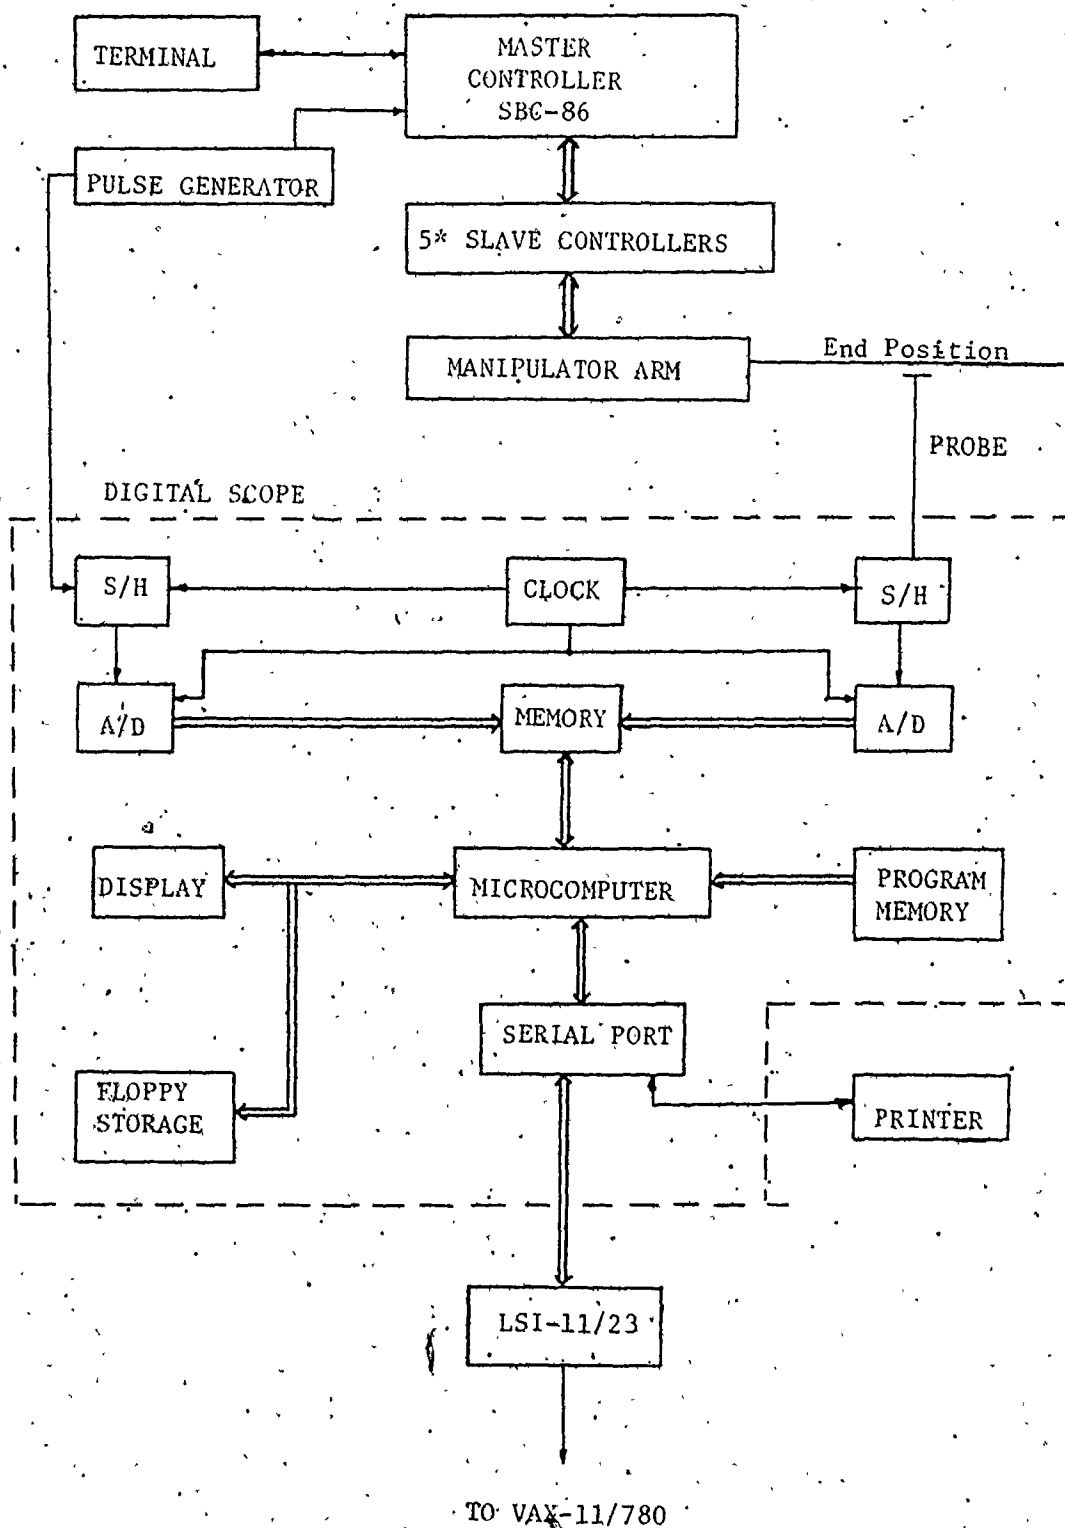 TERMINAL
MASTER
CONTROLLER
SBC-86
PULSE GENERATOR
5* SLAVE CONTROLLERS
MANIPULATOR ARM
End Position
PROBE
DIGITAL SCOPE
S/H
CLOCK
S/H
A/D
MEMORY
A/D
DISPLAY
MICROCOMPUTER
PROGRAM
MEMORY
SERIAL PORT
FLOPPY
STORAGE
PRINTER
LSI-11/23
TO VAX-11/780